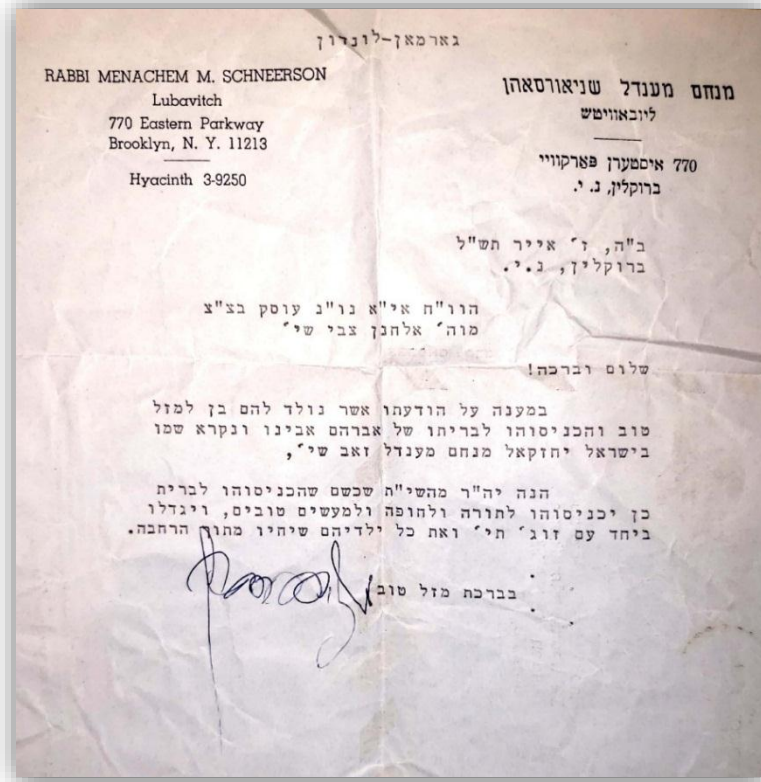 גארמאן-לונדון
RABBI MENACHEM M. SCHNEERSON
Lubavitch
770 Eastern Parkway
Brooklyn, N. Y. 11213
Hyacinth 3-9250
מנחם מענדל שניאורסאהן
ליובאוויטש
770 איסטערן פארקוויי
ברוקלין, נ. י.
ב"ה, ז' אייר תש"ל
ברוקלין, נ.י.
הוו"ח אי"א נו"נ עוסק בצ"צ
מוה' אלחנן צבי שי'
שלום וברכה!
במענה על הודעתו אשר נולד להם בן למזל
טוב והכניסוהו לבריתו של אברהם אבינו ונקרא שמו
בישראל יחזקאל מנחם מענדל זאב שי',
הנה יה"ר מהשי"ת שכשם שהכניסוהו לברית
כן יכניסוהו לתורה ולחופה ולמעשים טובים, ויגדלו
ביחד עם זוג' תי' ואת כל ילדיהם שיחיו מתוך הרחבה.
בברכת מזל טוב